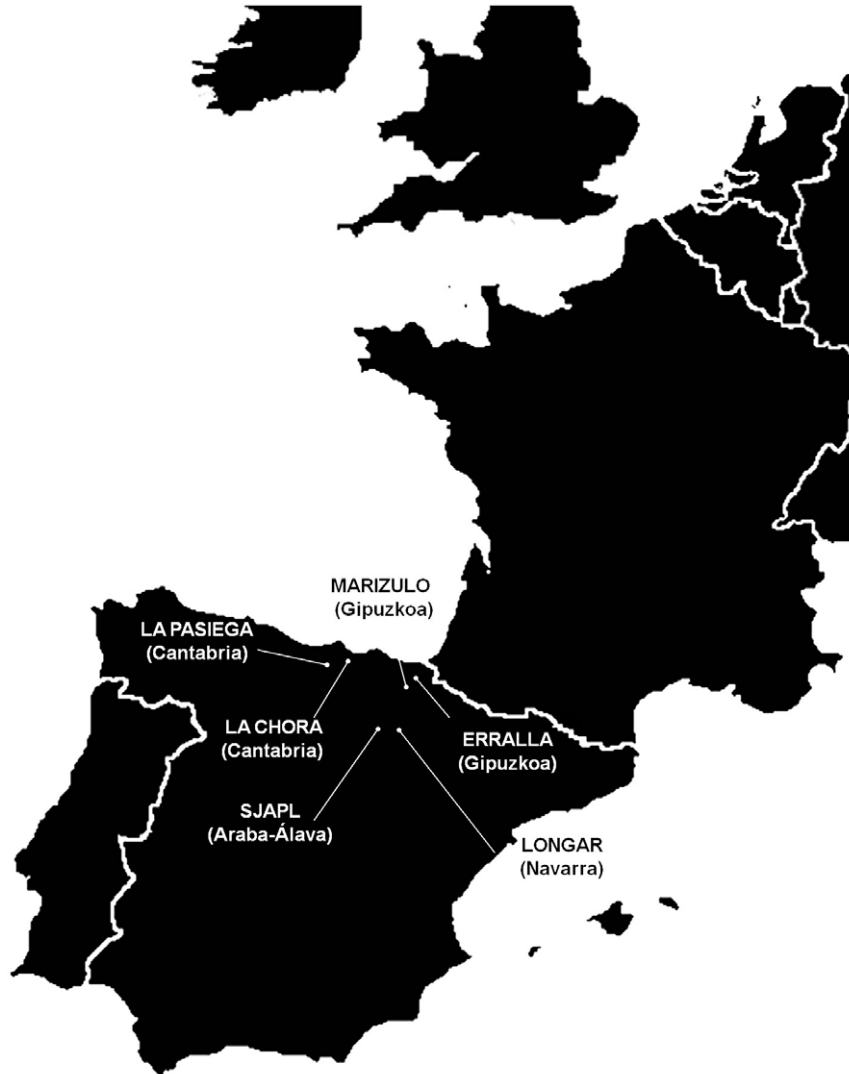 MARIZULO
(Gipuzkoa)
LA PASIEGA
(Cantabria)
LA CHORA
(Cantabria)
ERRALLA
(Gipuzkoa)
SJAPL
(Araba-Álava)
LONGAR
(Navarra)